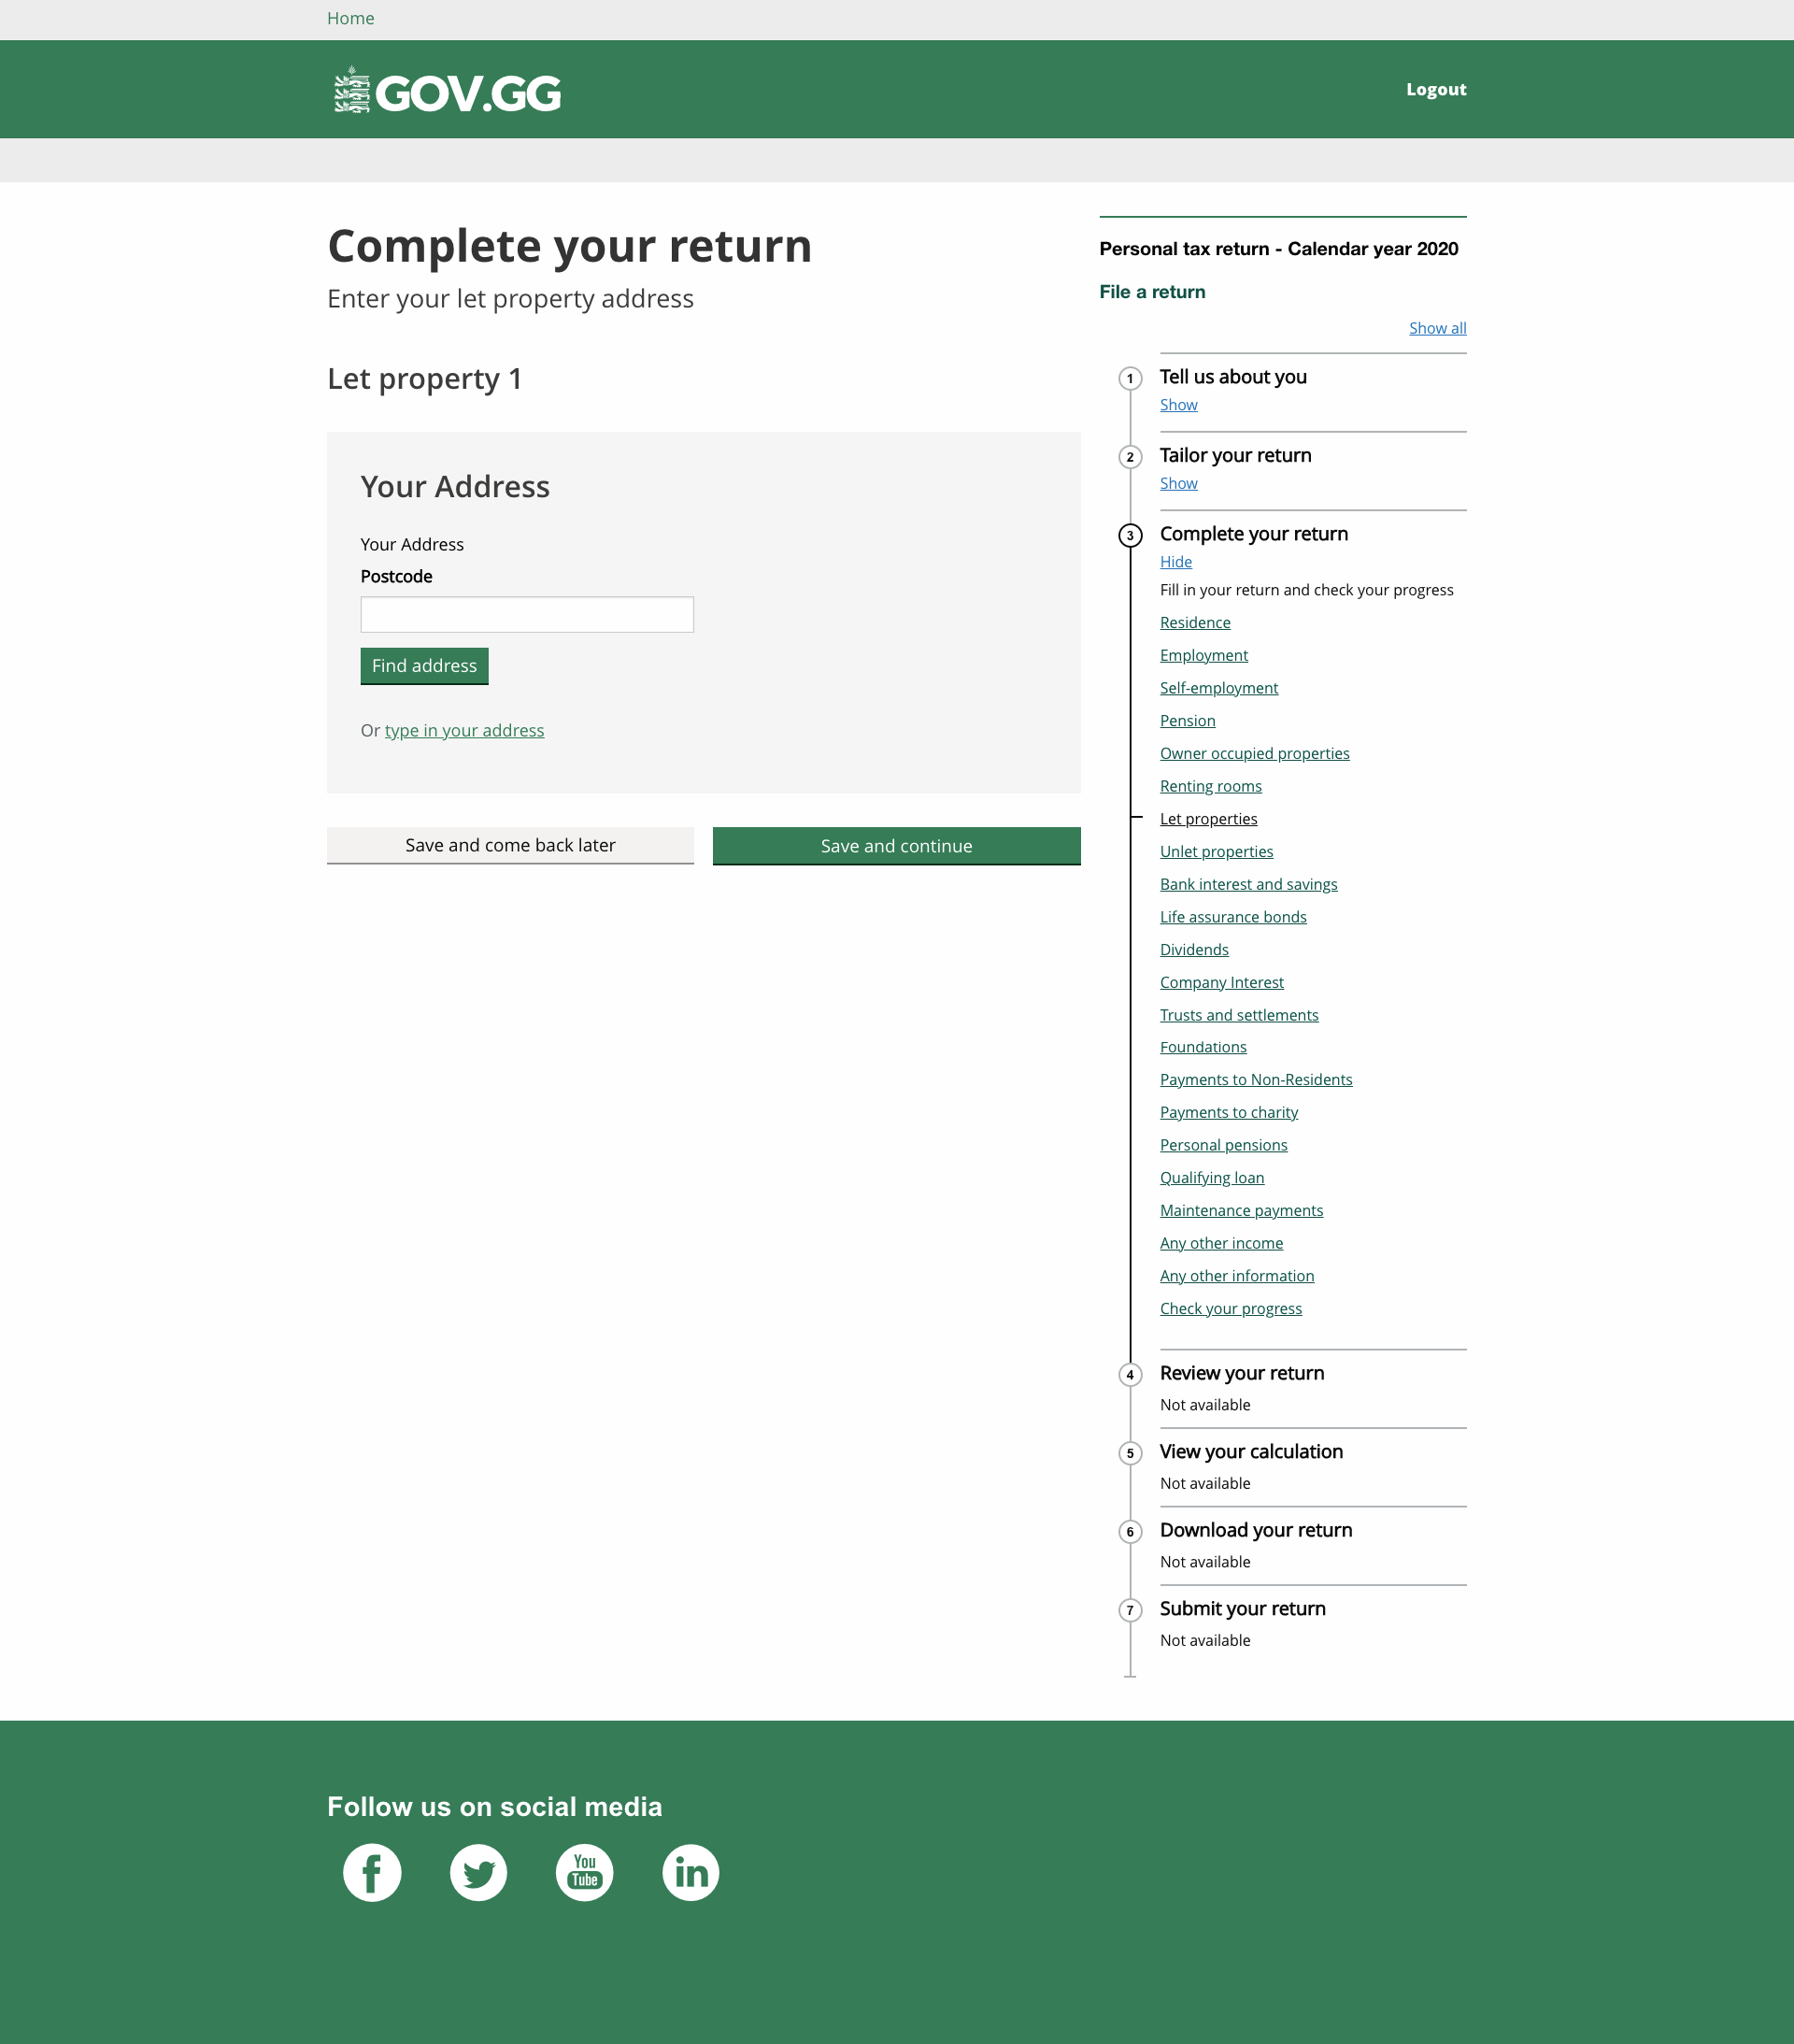 Home
GOV.GG
Logout
Complete your return
Enter your let property address
Let property 1
Your Address
Your Address
Postcode
Find address
Or type in your address
Save and come back later
Save and continue
Personal tax return - Calendar year 2020
File a return
Show all
1
Tell us about you
Show
2
Tailor your return
Show
3
Complete your return
Hide
Fill in your return and check your progress
Residence
Employment
Self-employment
Pension
Owner occupied properties
Renting rooms
Let properties
Unlet properties
Bank interest and savings
Life assurance bonds
Dividends
Company Interest
Trusts and settlements
Foundations
Payments to Non-Residents
Payments to charity
Personal pensions
Qualifying loan
Maintenance payments
Any other income
Any other information
Check your progress
4
Review your return
Not available
5
View your calculation
Not available
6
Download your return
Not available
7
Submit your return
Not available
Follow us on social media
f
You
Tube
in